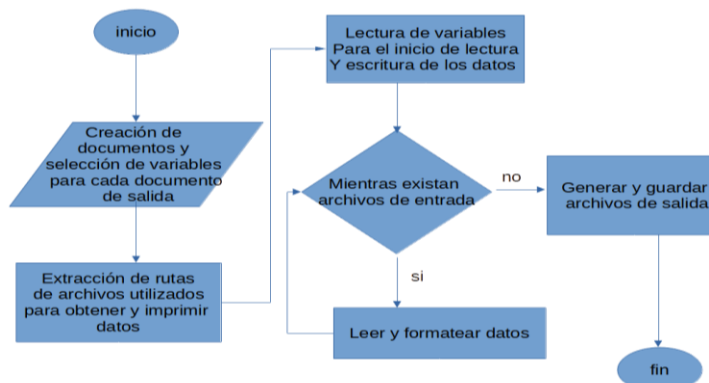 inicio
Creación de
documentos y
selección de variables
para cada documento
de salida
Extracción de rutas
de archivos utilizados
para obtener y imprimir
datos
Lectura de variables
Para el inicio de lectura
Y escritura de los datos
Mientras existan
archivos de entrada
no
si
Leer y formatear datos
Generar y guardar
archivos de salida
fin